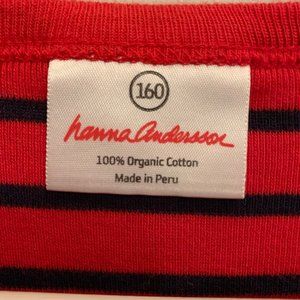 160
hanna andersson
100% Organic Cotton
Made in Peru